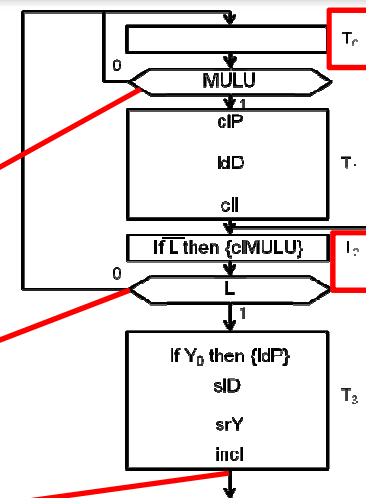 T₀
0
MULU
1
clP
ldD
clI
T₁
If L̅ then {clMULU}
T₂
0
L
1
If Y₀ then {ldP}
slD
srY
incI
T₃